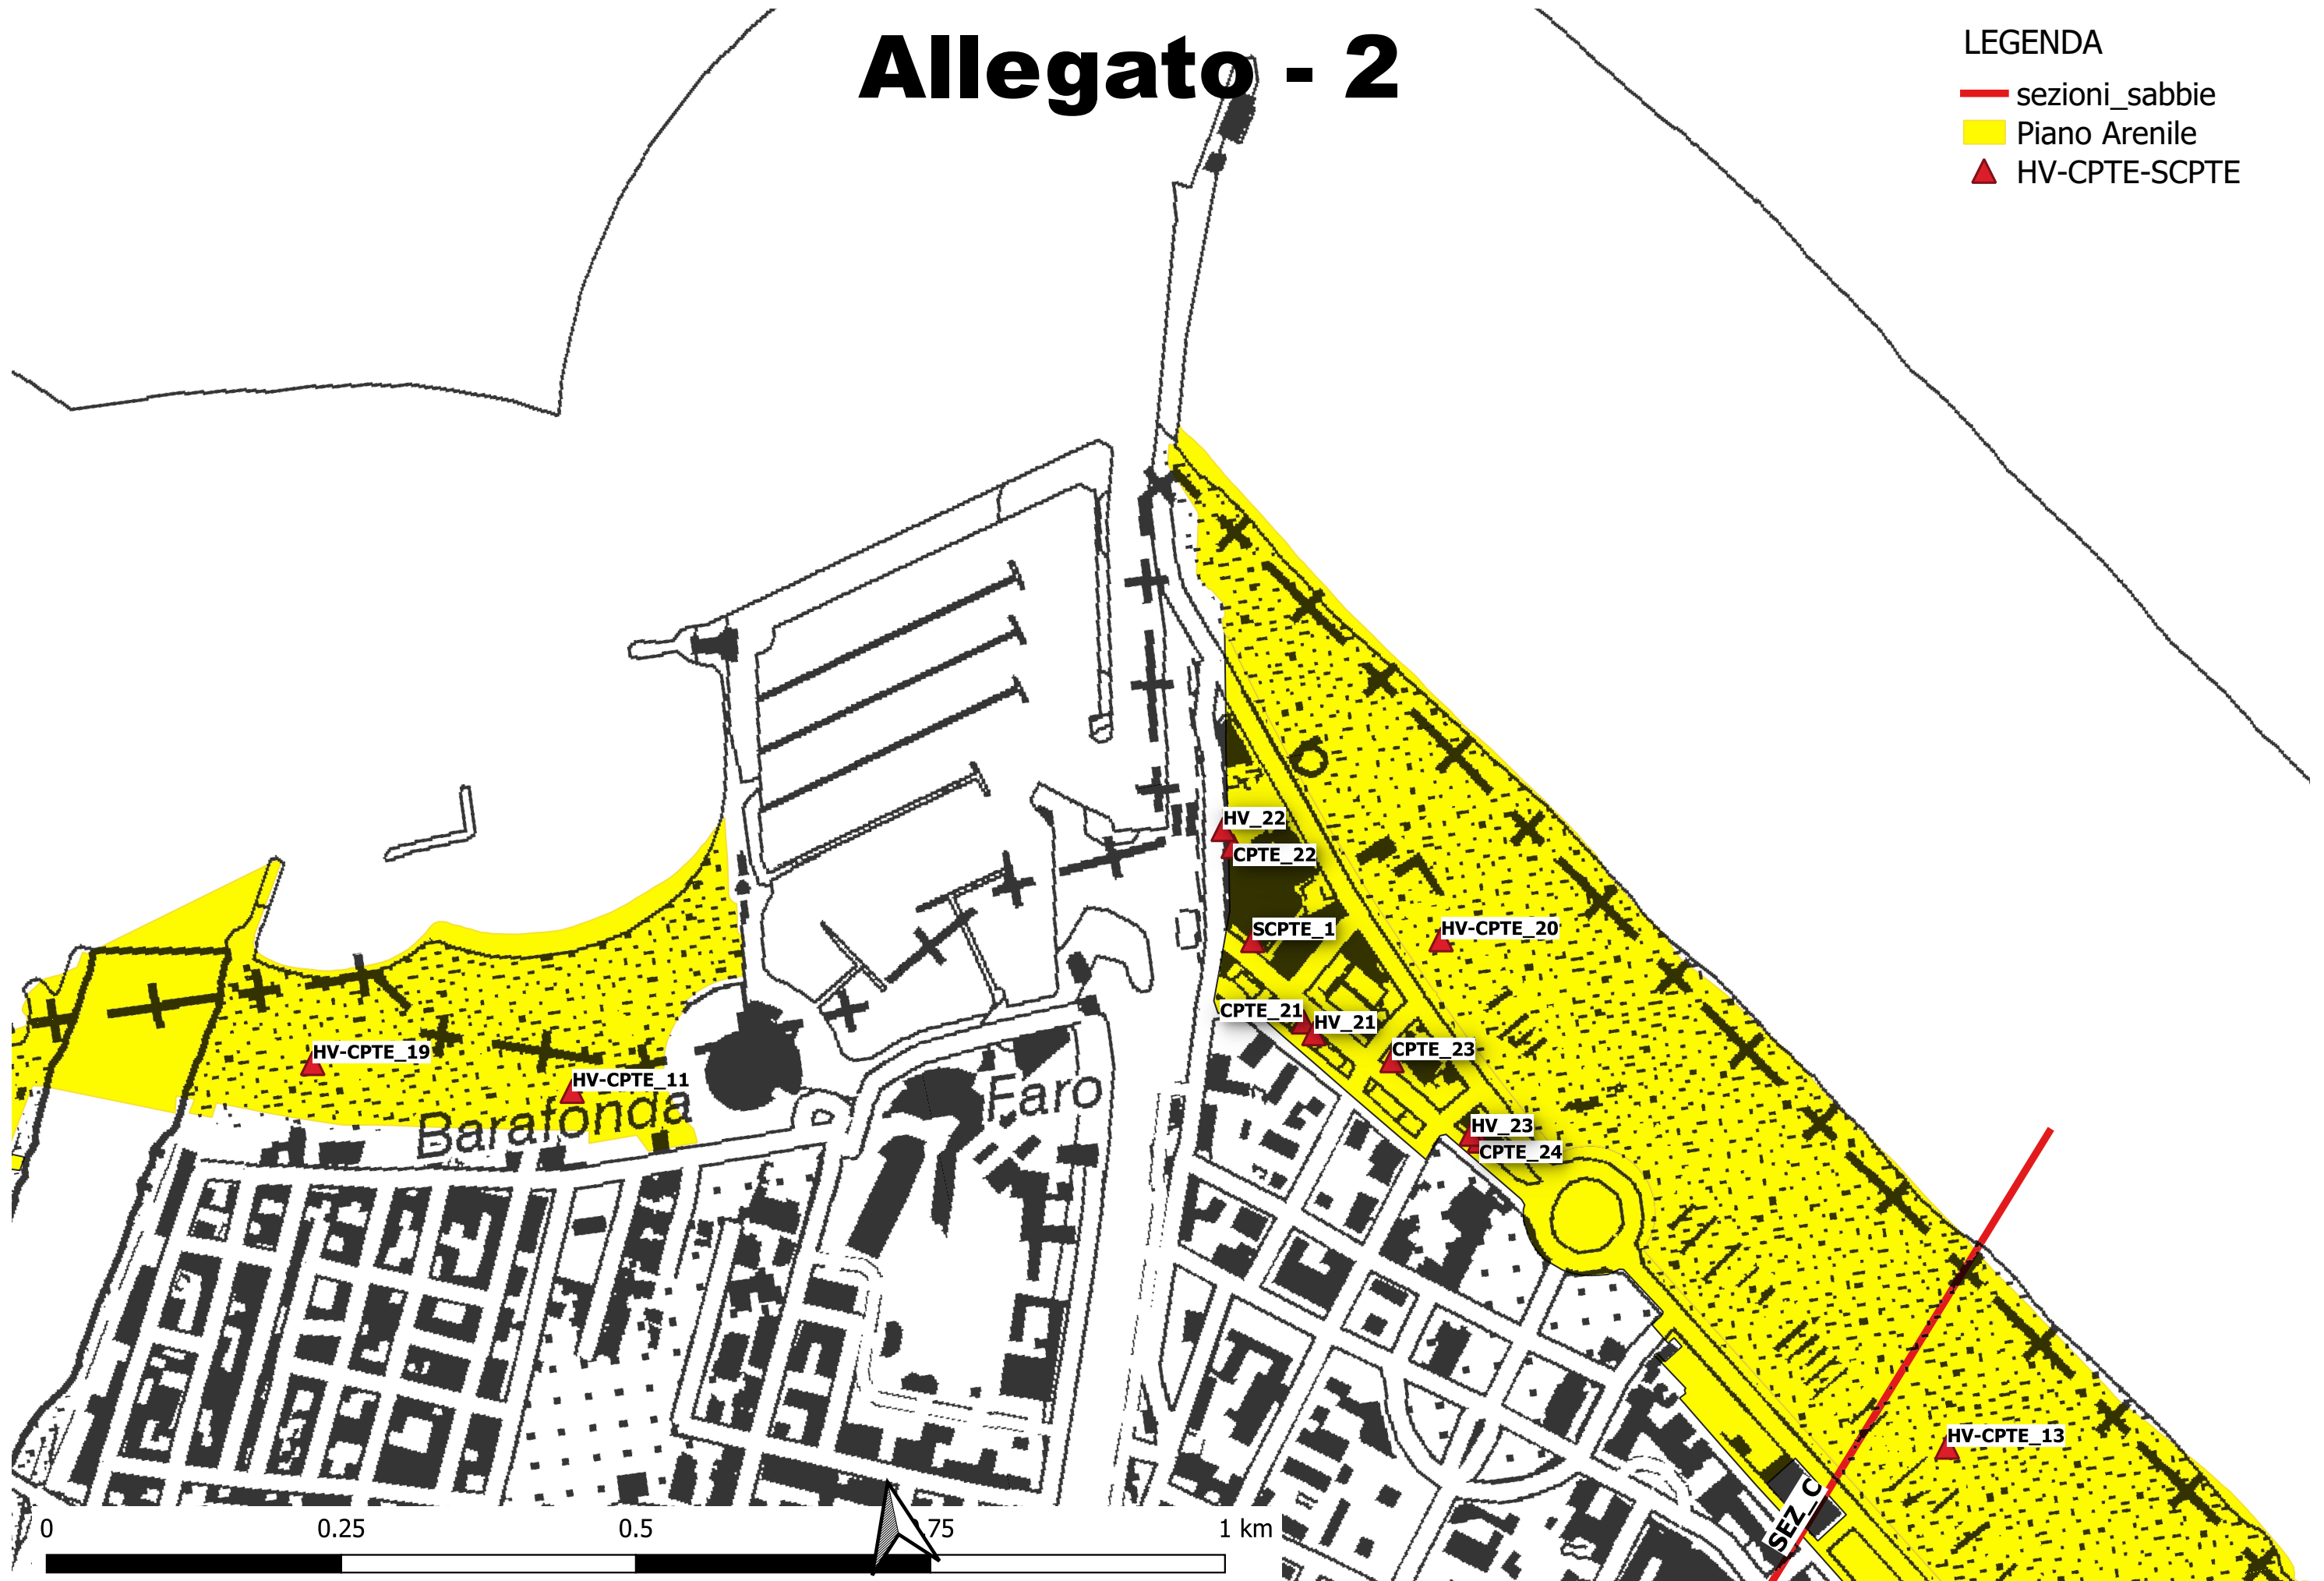 Allegato - 2
LEGENDA
sezioni_sabbie
Piano Arenile
HV-CPTE-SCPTE
HV_22
CPTE_22
SCPTE_1
HV-CPTE_20
CPTE_21
HV_21
CPTE_23
HV-CPTE_19
HV-CPTE_11
Barafonda
Faro
HV_23
CPTE_24
HV-CPTE_13
SEZ_C
0 0.25 0.5 .75 1 km